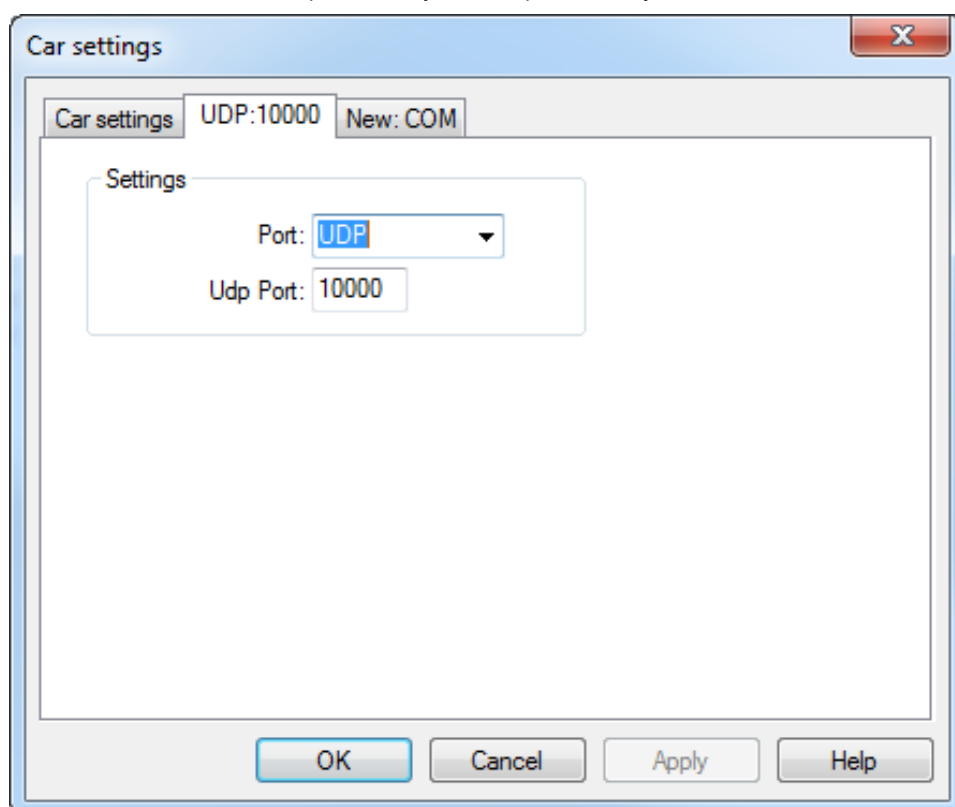 Car settings
Car settings UDP:10000 New: COM
Settings
Port: UDP
Udp Port: 10000
OK Cancel Apply Help